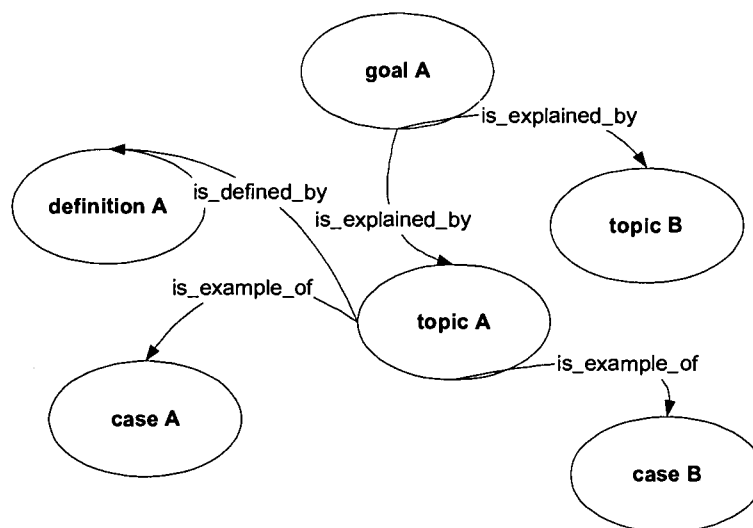 goal A
is_explained_by
definition A
is_defined_by
is_explained_by
topic B
is_example_of
topic A
is_example_of
case A
case B